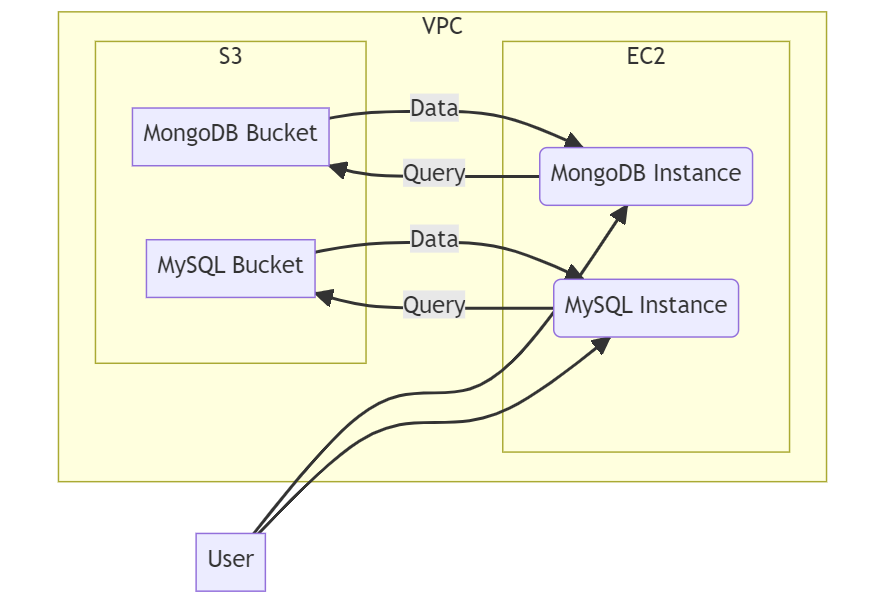 VPC
S3
EC2
MongoDB Bucket
Data
Query
MongoDB Instance
MySQL Bucket
Data
Query
MySQL Instance
User